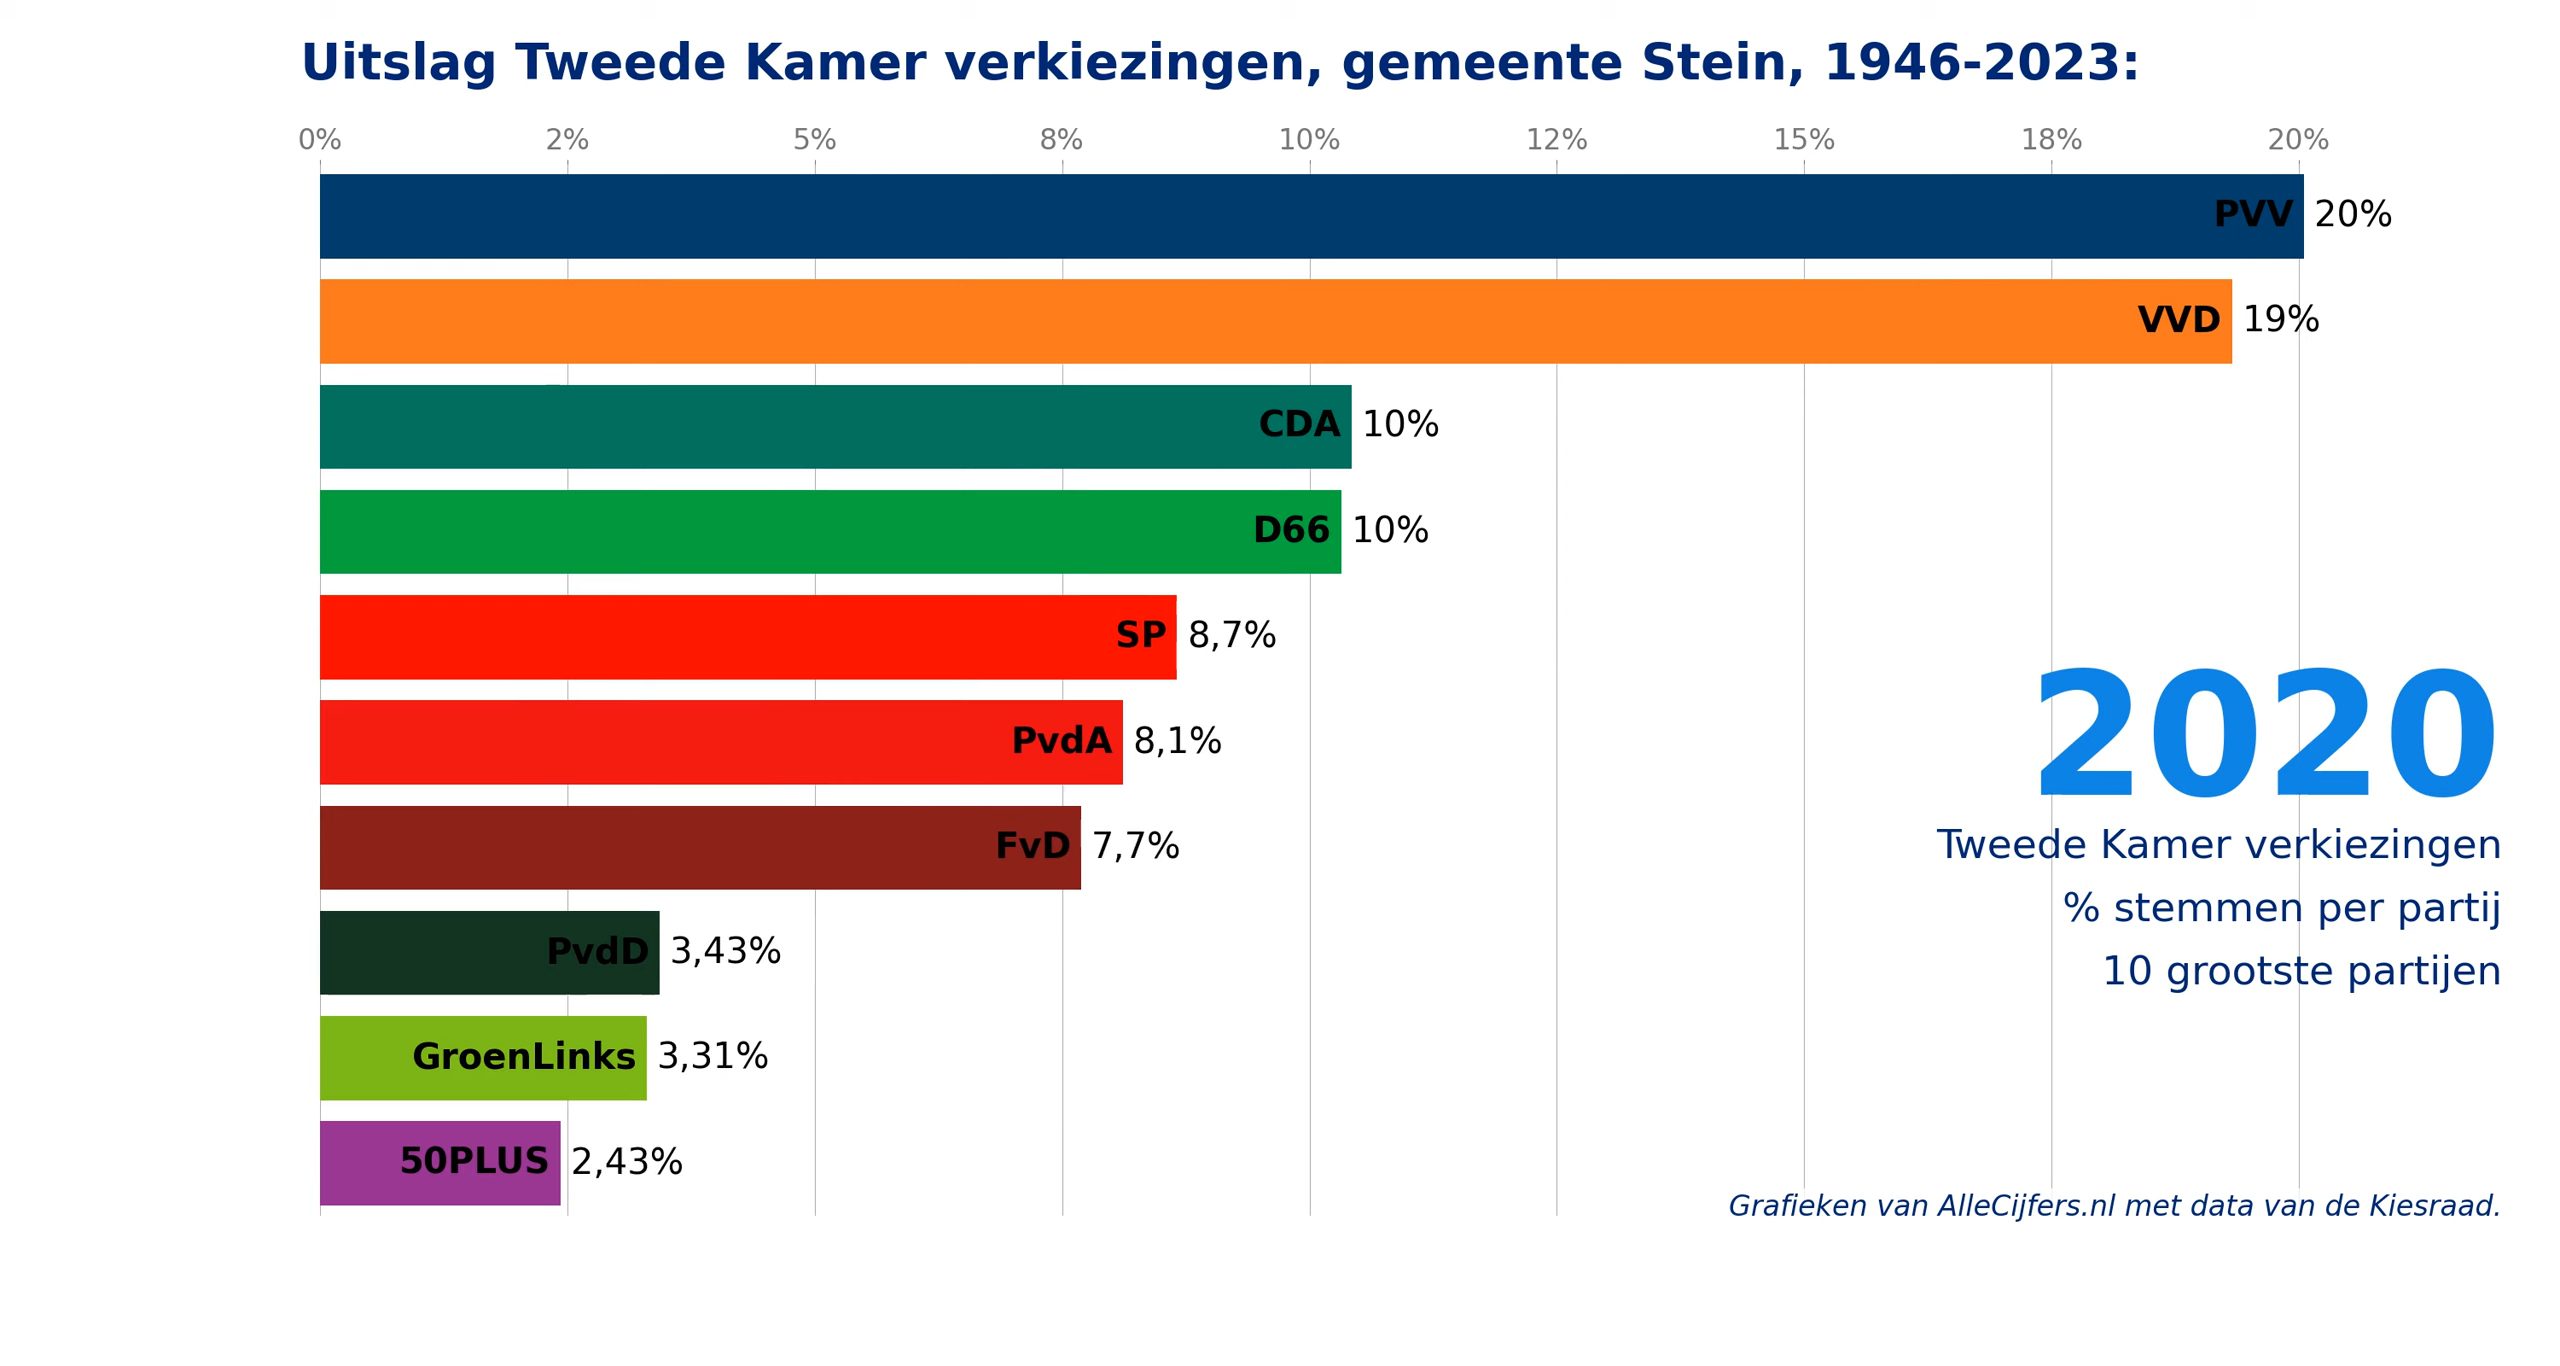 Uitslag Tweede Kamer verkiezingen, gemeente Stein, 1946-2023:
0% 2% 5% 8% 10% 12% 15% 18% 20%
PVV 20%
VVD 19%
CDA 10%
D66 10%
SP 8,7%
PvdA 8,1%
FvD 7,7%
PvdD 3,43%
GroenLinks 3,31%
50PLUS 2,43%
2020
Tweede Kamer verkiezingen
% stemmen per partij
10 grootste partijen
Grafieken van AlleCijfers.nl met data van de Kiesraad.